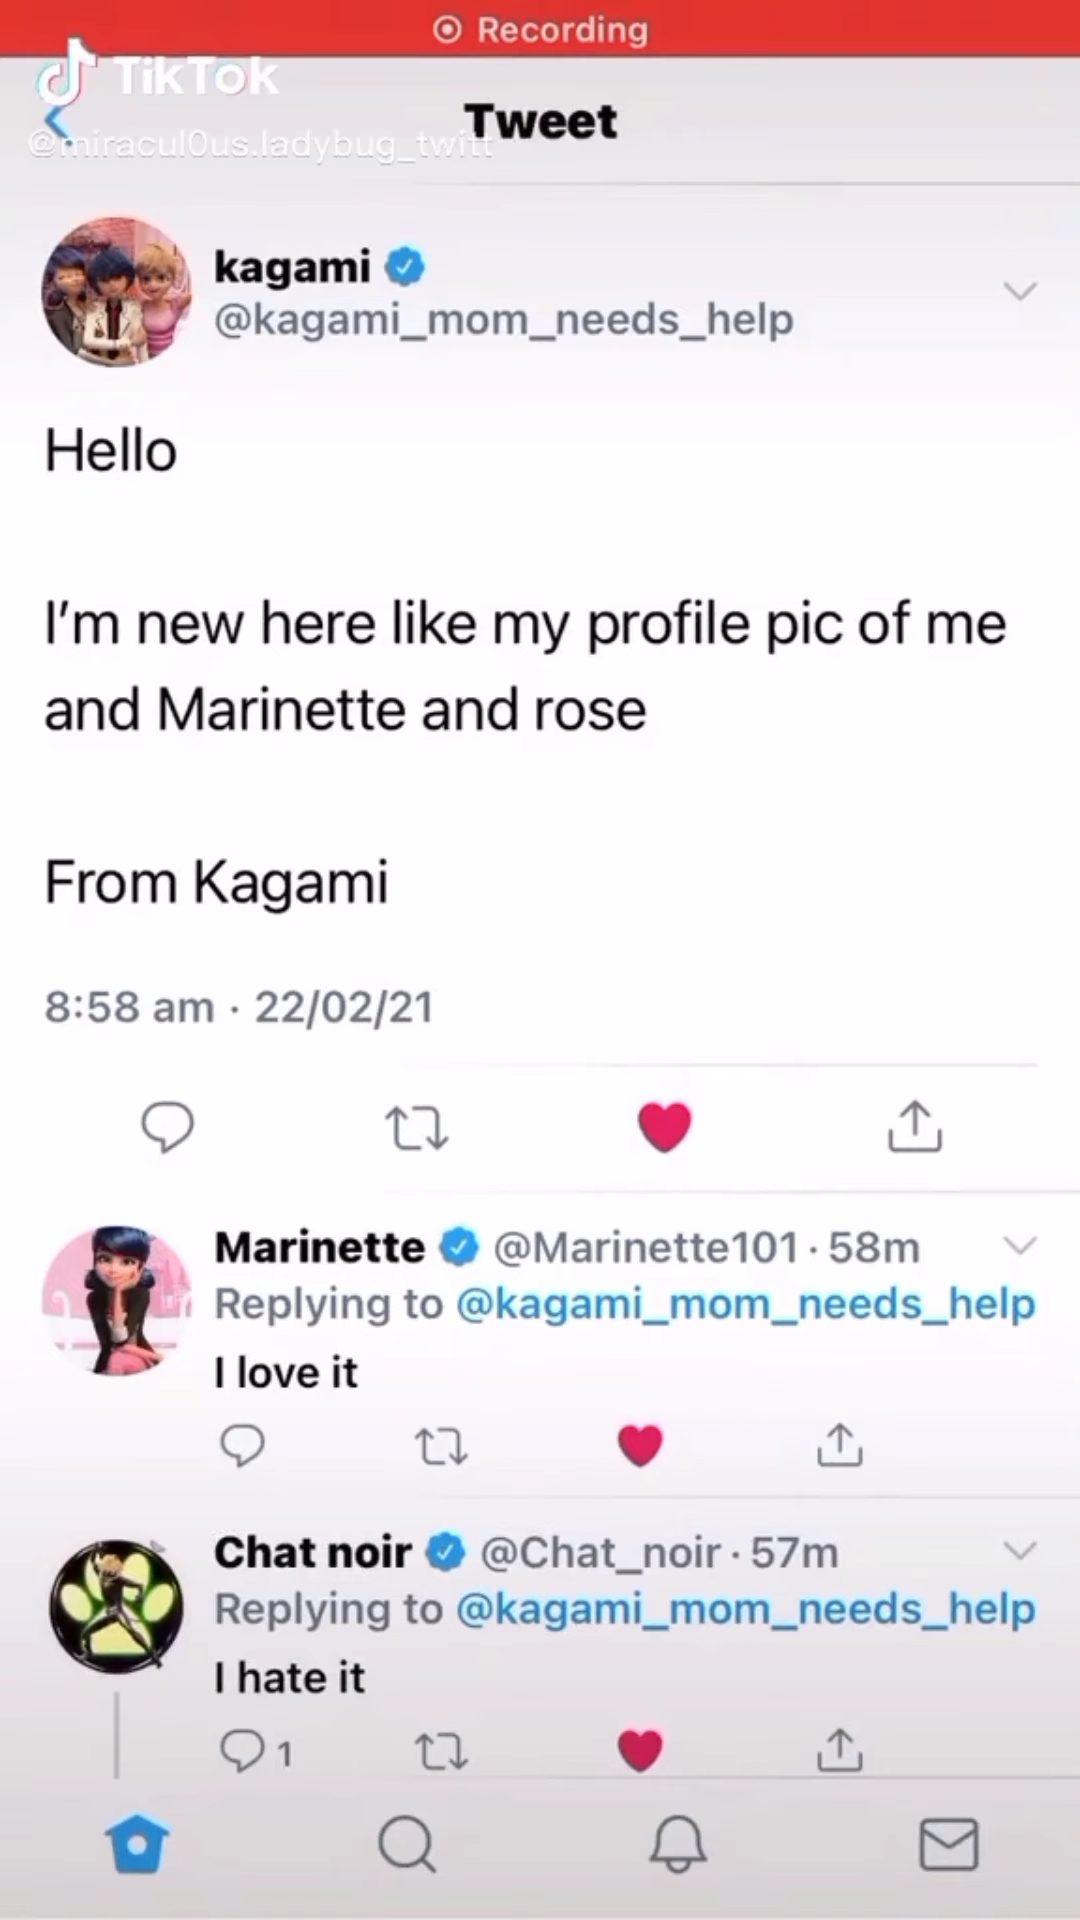 Recording
TikTok
Tweet
@miracul0us.ladybug_twitt
kagami
@kagami_mom_needs_help
Hello
I'm new here like my profile pic of me
and Marinette and rose
From Kagami
8:58 am · 22/02/21
Marinette @Marinette101 · 58m
Replying to @kagami_mom_needs_help
I love it
Chat noir @Chat_noir · 57m
Replying to @kagami_mom_needs_help
I hate it
1